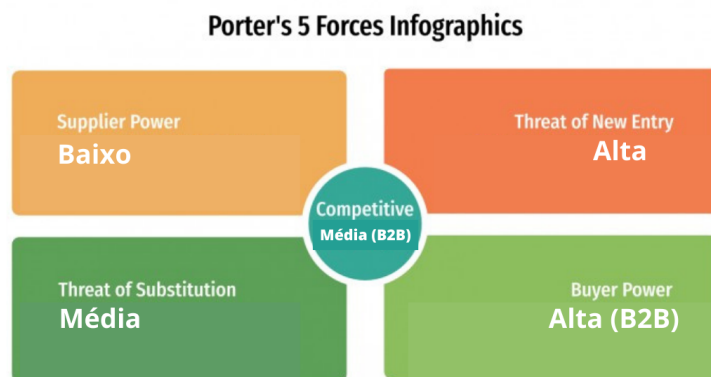 Porter's 5 Forces Infographics
Supplier Power
Baixo
Threat of New Entry
Alta
Competitive
Média (B2B)
Threat of Substitution
Média
Buyer Power
Alta (B2B)